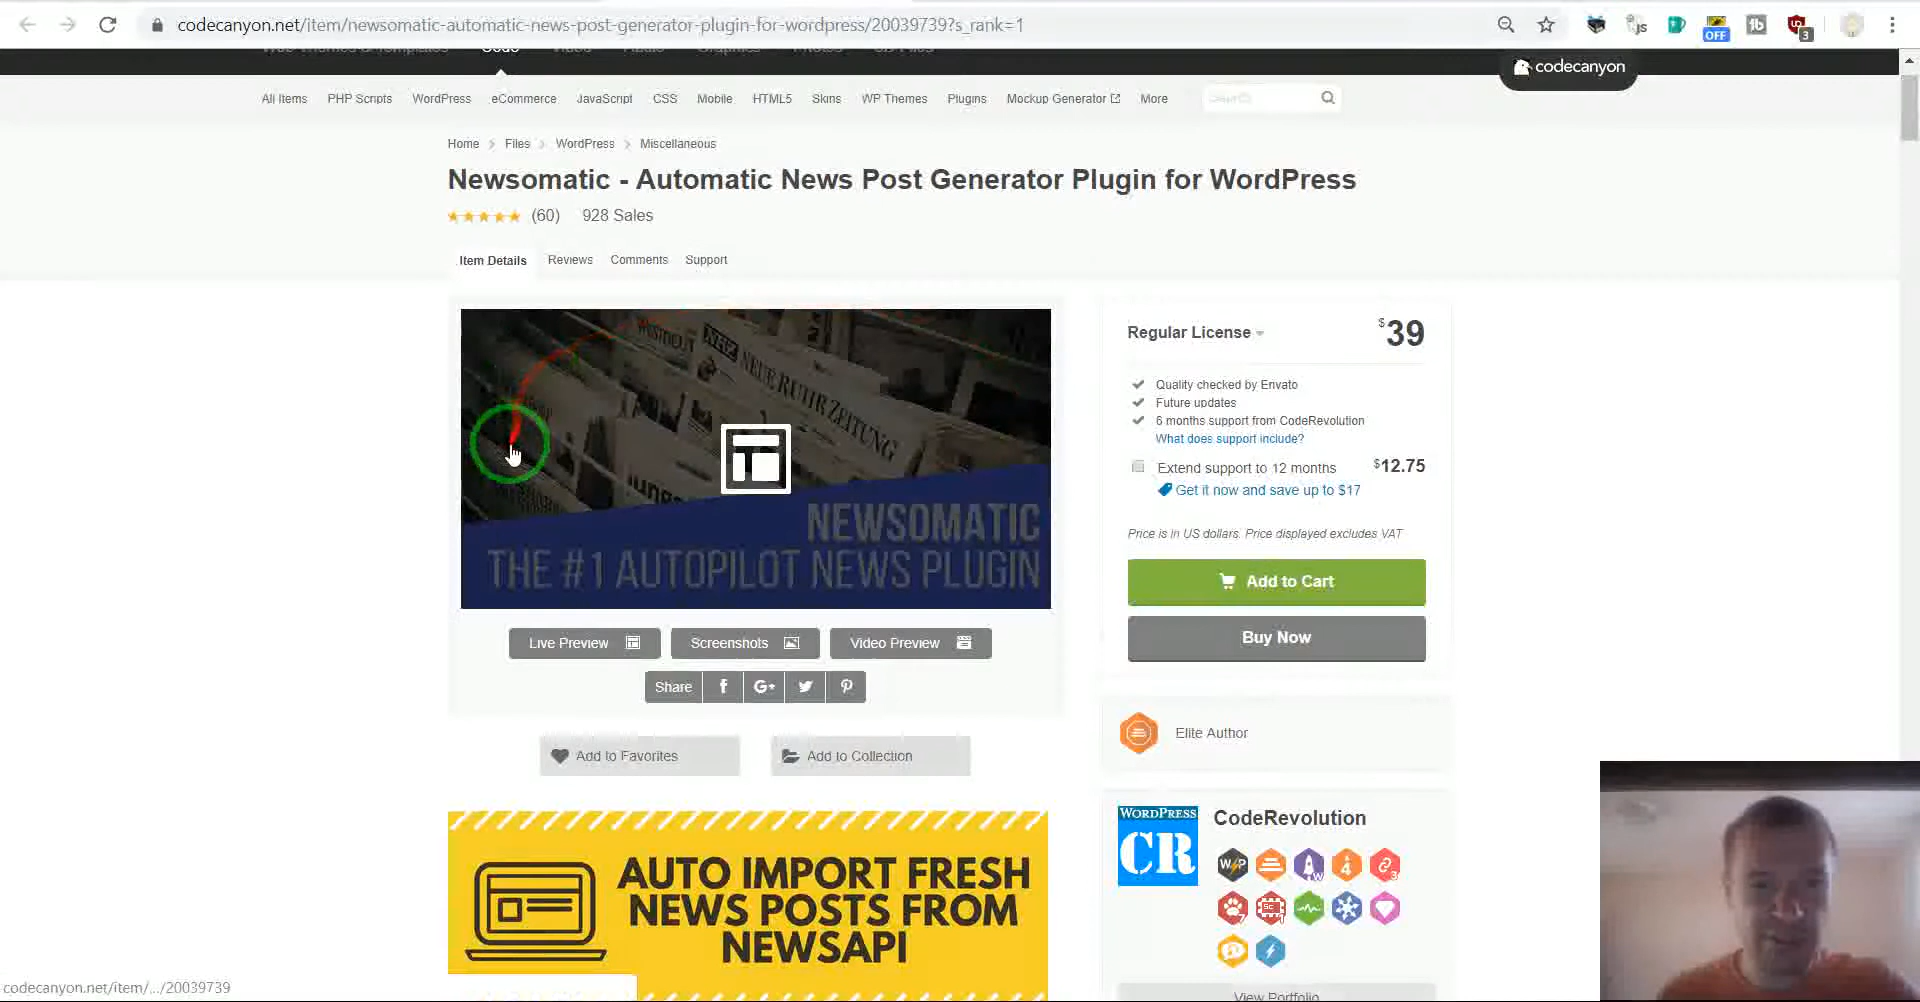 codecanyon.net/item/newsomatic-automatic-news-post-generator-plugin-for-wordpress/20039739?s_rank=1
JS
OFF
tb
3
Code
codecanyon
All Items PHP Scripts WordPress eCommerce JavaScript CSS Mobile HTML5 Skins WP Themes Plugins Mockup Generator More
Home Files WordPress Miscellaneous
Newsomatic - Automatic News Post Generator Plugin for WordPress
(60) 928 Sales
Item Details Reviews Comments Support
NEUE RUHR ZEITUNG
NEWSOMATIC
THE #1 AUTOPILOT NEWS PLUGIN
Live Preview Screenshots Video Preview
Share f G+
Add to Favorites Add to Collection
AUTO IMPORT FRESH
NEWS POSTS FROM
NEWSAPI
Regular License $39
Quality checked by Envato
Future updates
6 months support from CodeRevolution
What does support include?
Extend support to 12 months $12.75
Get it now and save up to $17
Price is in US dollars. Price displayed excludes VAT
Add to Cart
Buy Now
Elite Author
WORDPRESS
CR
CodeRevolution
View Portfolio
codecanyon.net/item/.../20039739